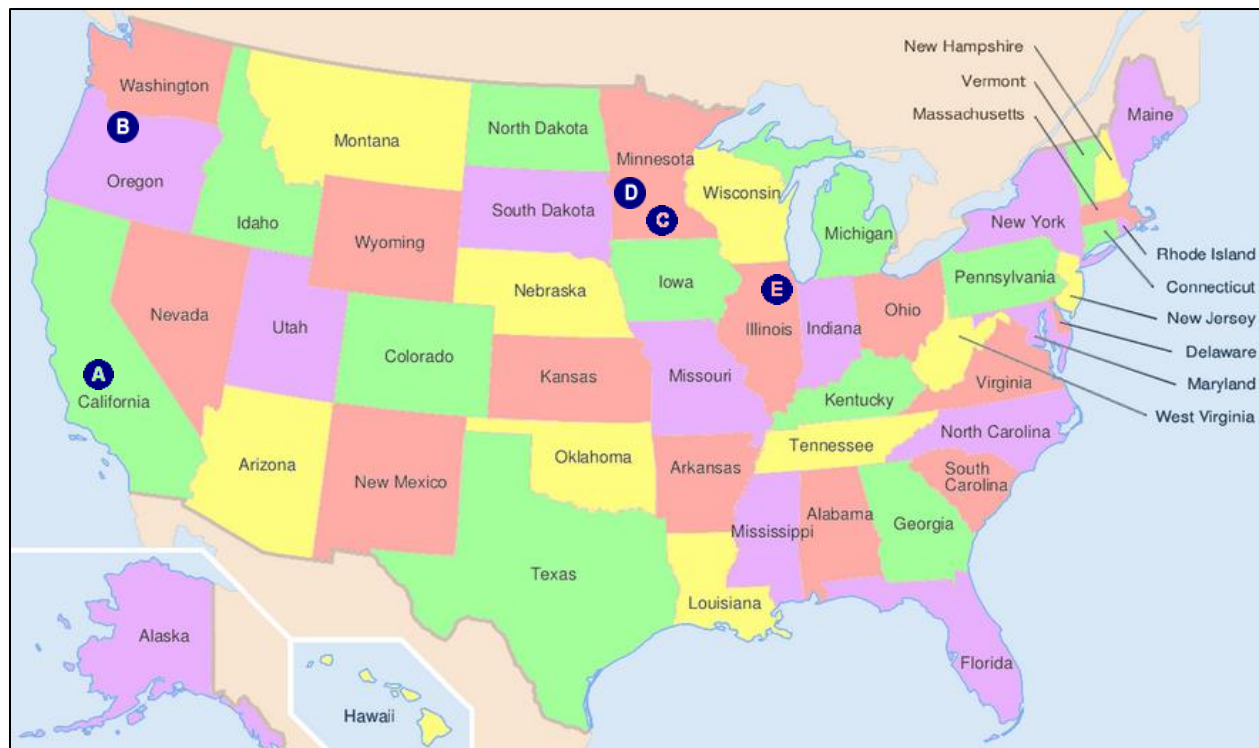 New Hampshire
Vermont
Massachusetts
Washington
Montana
North Dakota
Minnesota
Maine
B
Oregon
Idaho
South Dakota
D
C
Wisconsin
Michigan
New York
Wyoming
Rhode Island
Nevada
Utah
Nebraska
Iowa
E
Illinois
Indiana
Ohio
Pennsylvania
Connecticut
New Jersey
Delaware
Maryland
West Virginia
A
California
Colorado
Kansas
Missouri
Kentucky
Virginia
Arizona
New Mexico
Oklahoma
Arkansas
Tennessee
North Carolina
South
Carolina
Texas
Louisiana
Mississippi
Alabama
Georgia
Florida
Alaska
Hawaii